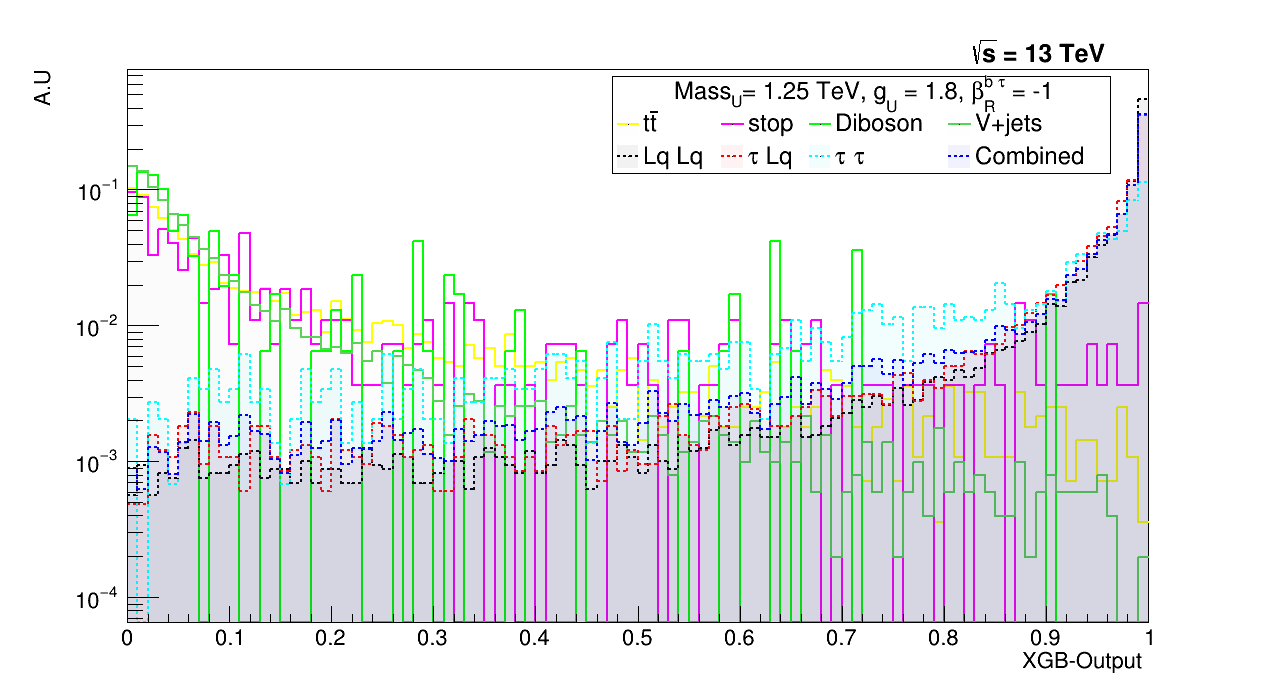 √s = 13 TeV
A.U
Mass_U= 1.25 TeV, g_U = 1.8, β_R^{b τ} = -1
tt̄ stop Diboson V+jets
Lq Lq τ Lq τ τ Combined
10⁻¹
10⁻²
10⁻³
10⁻⁴
0 0.1 0.2 0.3 0.4 0.5 0.6 0.7 0.8 0.9 1
XGB-Output